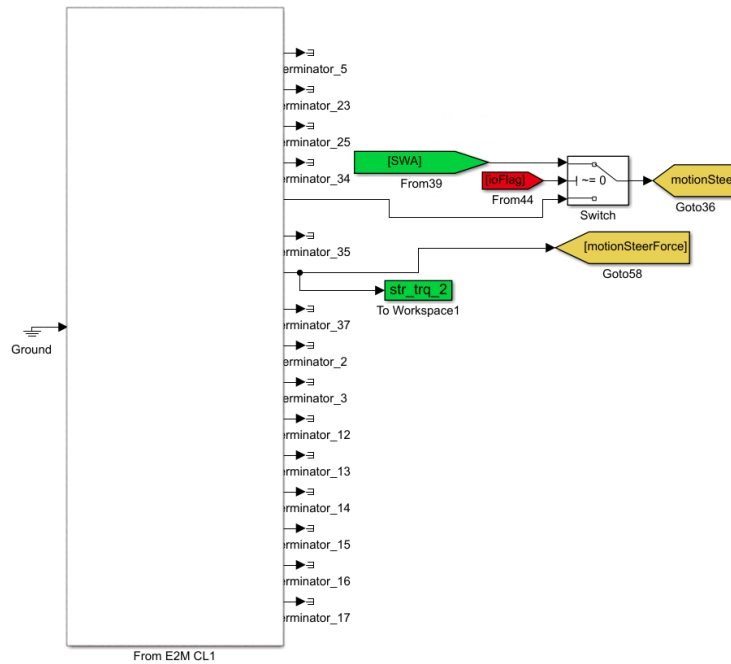 erminator_5
erminator_23
erminator_25
[SWA]
erminator_34
From39
[ioFlag]
~= 0
motionStee
From44
Switch
Goto36
erminator_35
[motionSteerForce]
Goto58
str_trq_2
To Workspace1
erminator_37
Ground
erminator_2
erminator_3
erminator_12
erminator_13
erminator_14
erminator_15
erminator_16
erminator_17
From E2M CL1